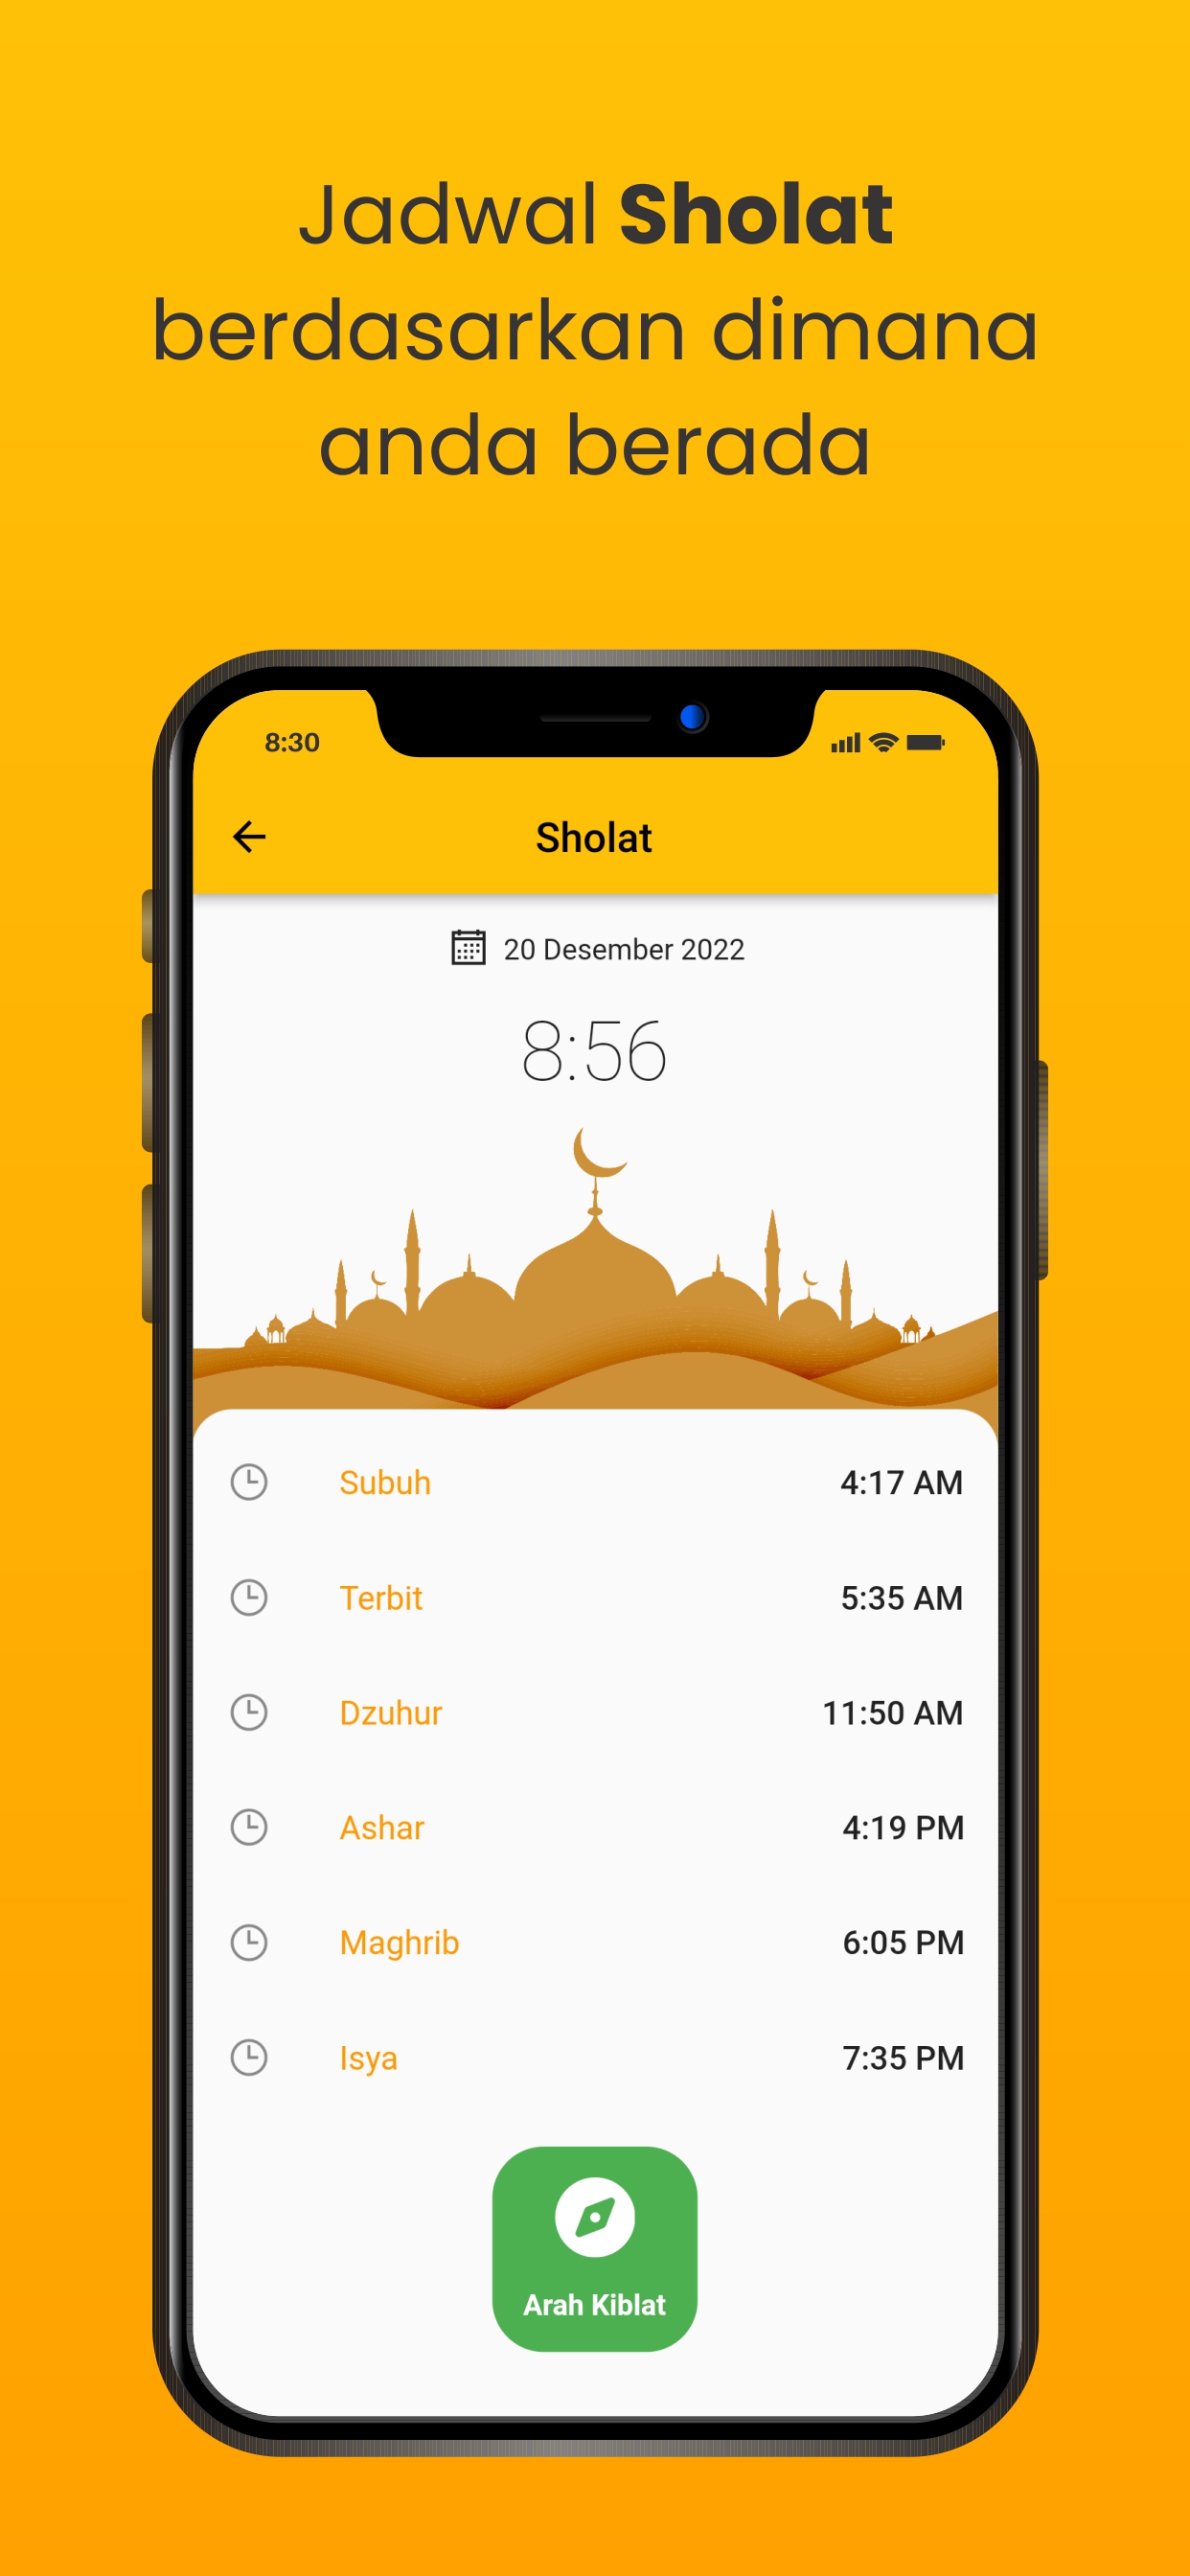 Jadwal Sholat
berdasarkan dimana
anda berada
8:30
Sholat
20 Desember 2022
8:56
Subuh 4:17 AM
Terbit 5:35 AM
Dzuhur 11:50 AM
Ashar 4:19 PM
Maghrib 6:05 PM
Isya 7:35 PM
Arah Kiblat